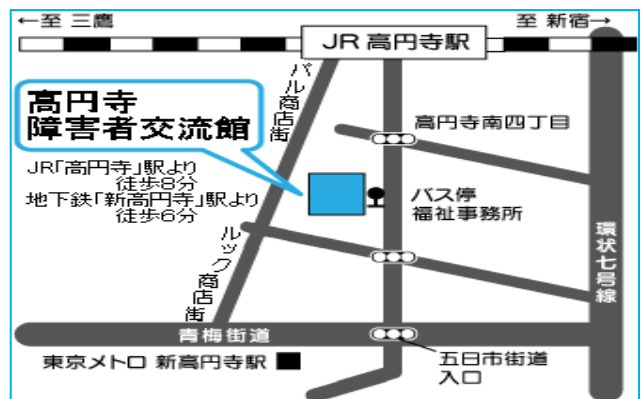 ←至 三鷹
至 新宿→
JR 高円寺駅
パル商店街
高円寺
障害者交流館
高円寺南四丁目
JR「高円寺」駅より
徒歩8分
地下鉄「新高円寺」駅より
徒歩6分
バス停
福祉事務所
環状七号線
ルック商店街
青梅街道
東京メトロ 新高円寺駅
五日市街道
入口